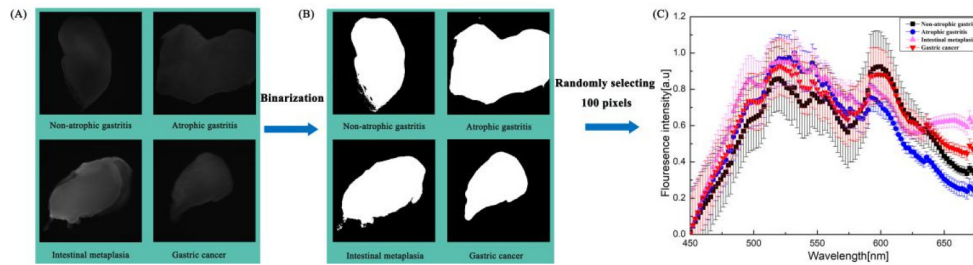 (A)
Non-atrophic gastritis
Atrophic gastritis
Intestinal metaplasia
Gastric cancer
Binarization
(B)
Non-atrophic gastritis
Atrophic gastritis
Intestinal metaplasia
Gastric cancer
Randomly selecting
100 pixels
(C)
Flouresence intensity[a.u]
1.2
1.0
0.8
0.6
0.4
0.2
0.0
Non-atrophic gastriti
Atrophic gastritis
Intestinal metaplasia
Gastric cancer
450 500 550 600 650
Wavelength[nm]